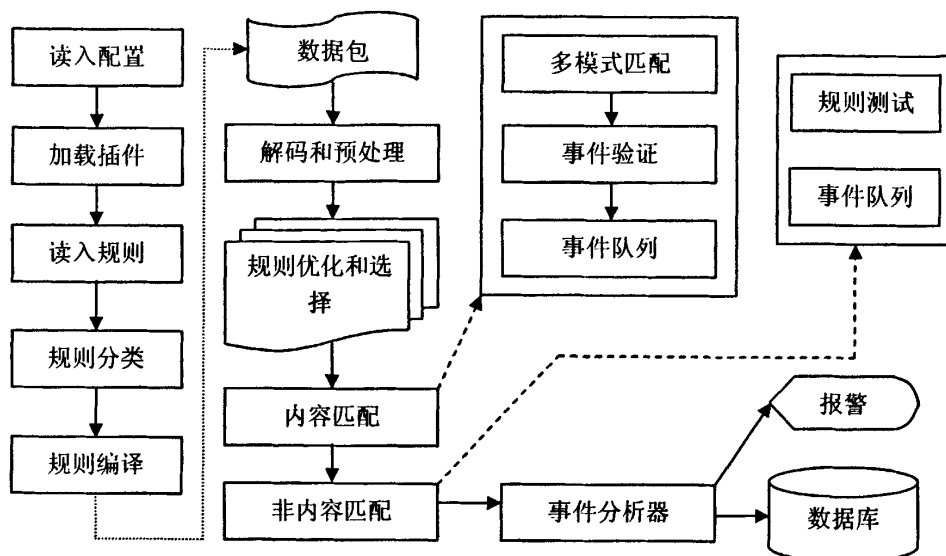 读入配置
加载插件
读入规则
规则分类
规则编译
数据包
解码和预处理
规则优化和选
择
内容匹配
非内容匹配
多模式匹配
事件验证
事件队列
规则测试
事件队列
事件分析器
报警
数据库